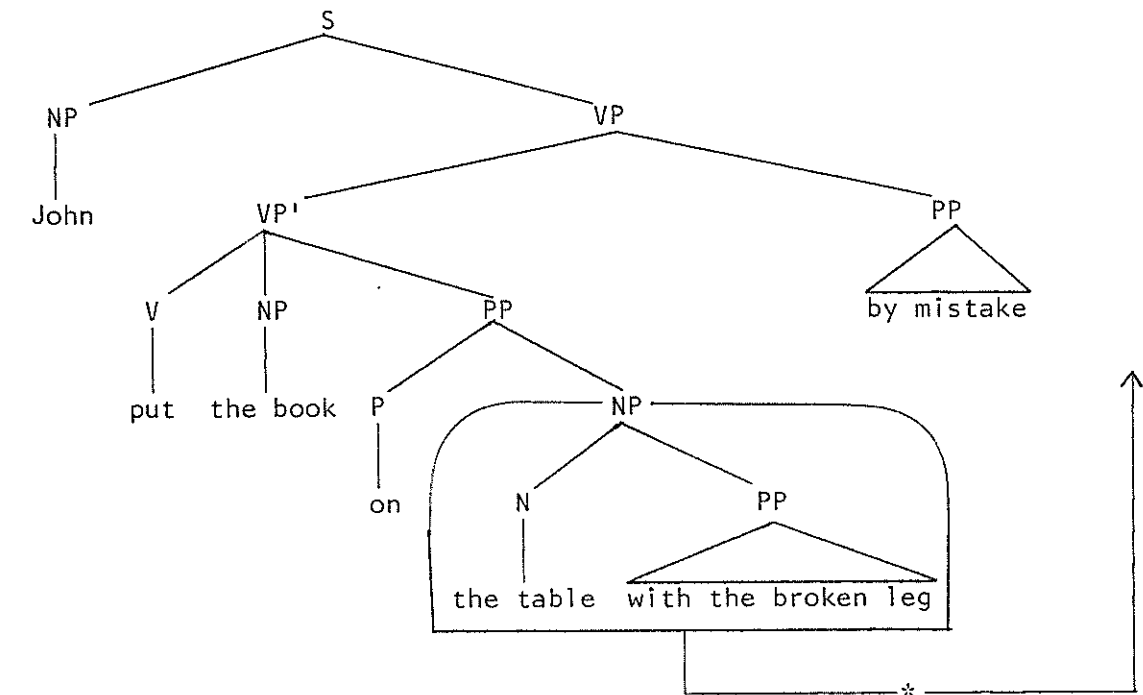 S
NP VP
John VP' PP
V NP PP by mistake
put the book P NP
on N PP
the table with the broken leg
*